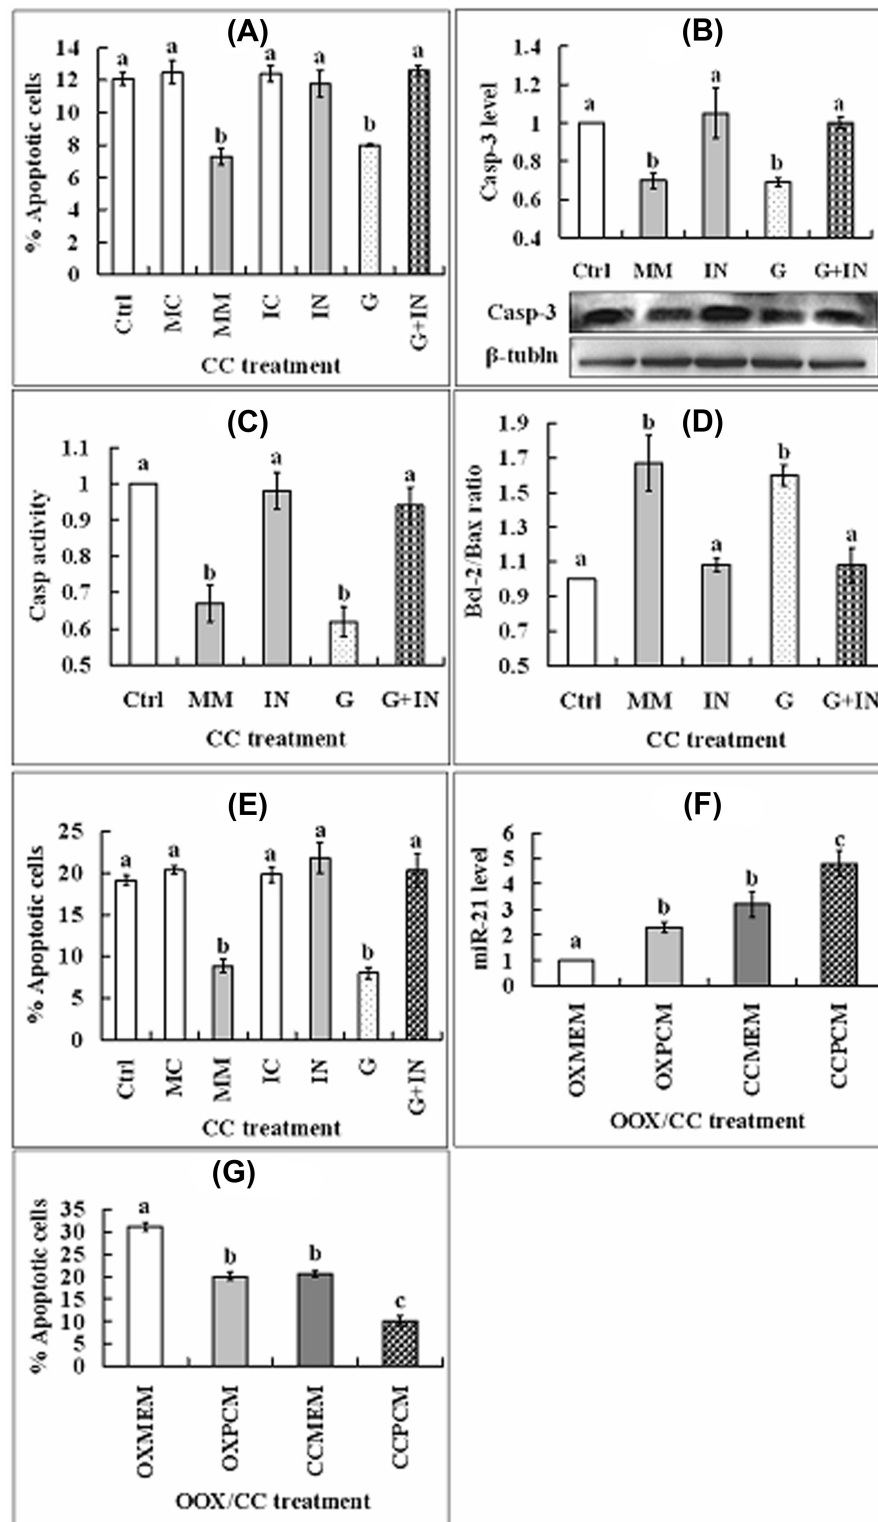 (A)
14
12
10
8
6
4
2
0
% Apoptotic cells
a a b a a b a
Ctrl MC MM IC IN G G+IN
CC treatment
(B)
1.4
1.2
1
0.8
0.6
0.4
Casp-3 level
a b a b a
Ctrl MM IN G G+IN
Casp-3
β-tubln
(C)
1.1
1
0.9
0.8
0.7
0.6
0.5
Casp activity
a b a b a
Ctrl MM IN G G+IN
CC treatment
(D)
1.9
1.7
1.5
1.3
1.1
0.9
0.7
0.5
Bcl-2/Bax ratio
a b a b a
Ctrl MM IN G G+IN
CC treatment
(E)
25
20
15
10
5
0
% Apoptotic cells
a a b a a b a
Ctrl MC MM IC IN G G+IN
CC treatment
(F)
6
5
4
3
2
1
0
miR-21 level
a b b c
OXMEM OXPCM CCMEM CCPCM
OOX/CC treatment
(G)
35
30
25
20
15
10
5
0
% Apoptotic cells
a b b c
OXMEM OXPCM CCMEM CCPCM
OOX/CC treatment